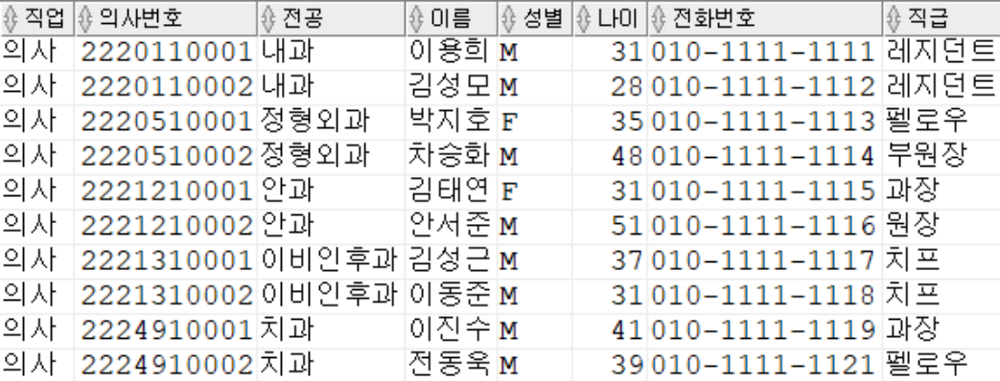 직업 의사번호 전공 이름 성별 나이 전화번호 직급
의사 2220110001 내과 이용희 M 31 010-1111-1111 레지던트
의사 2220110002 내과 김성모 M 28 010-1111-1112 레지던트
의사 2220510001 정형외과 박지호 F 35 010-1111-1113 펠로우
의사 2220510002 정형외과 차승화 M 48 010-1111-1114 부원장
의사 2221210001 안과 김태연 F 31 010-1111-1115 과장
의사 2221210002 안과 안서준 M 51 010-1111-1116 원장
의사 2221310001 이비인후과 김성근 M 37 010-1111-1117 치프
의사 2221310002 이비인후과 이동준 M 31 010-1111-1118 치프
의사 2224910001 치과 이진수 M 41 010-1111-1119 과장
의사 2224910002 치과 전동욱 M 39 010-1111-1121 펠로우